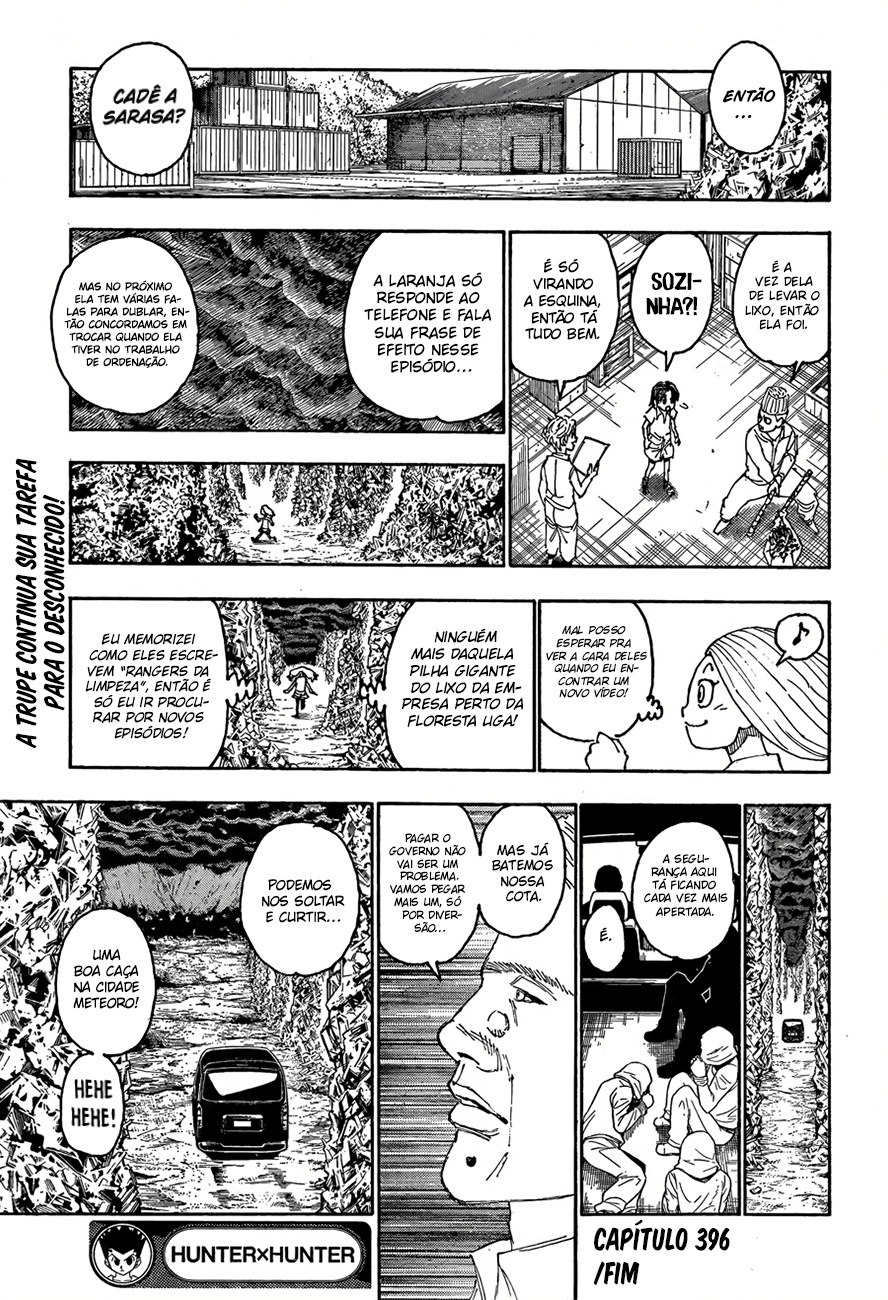 ENTÃO
...
CADÊ A
SARASA?
É A
VEZ DELA
DE LEVAR O
LIXO, ENTÃO
ELA FOI.
SOZI-
NHA?!
É SÓ
VIRANDO
A ESQUINA,
ENTÃO TÁ
TUDO BEM.
A LARANJA SÓ
RESPONDE AO
TELEFONE E FALA
SUA FRASE DE
EFEITO NESSE
EPISÓDIO...
MAS NO PRÓXIMO
ELA TEM VÁRIAS FA-
LAS PARA DUBLAR, EN-
TÃO CONCORDAMOS EM
TROCAR QUANDO ELA
TIVER NO TRABALHO
DE ORDENAÇÃO.
MAL POSSO
ESPERAR PRA
VER A CARA DELES
QUANDO EU EN-
CONTRAR UM
NOVO VÍDEO!
NINGUÉM
MAIS DAQUELA
PILHA GIGANTE
DO LIXO DA EM-
PRESA PERTO DA
FLORESTA LIGA!
EU MEMORIZEI
COMO ELES ESCRE-
VEM "RANGERS DA
LIMPEZA", ENTÃO É
SÓ EU IR PROCU-
RAR POR NOVOS
EPISÓDIOS!
A TRUPE CONTINUA SUA TAREFA
PARA O DESCONHECIDO!
A SEGU-
RANÇA AQUI
TÁ FICANDO
CADA VEZ MAIS
APERTADA.
É.
MAS JÁ
BATEMOS
NOSSA
COTA.
PAGAR O
GOVERNO NÃO
VAI SER UM
PROBLEMA.
VAMOS PEGAR
MAIS UM, SÓ
POR DIVER-
SÃO...
PODEMOS
NOS SOLTAR
E CURTIR...
UMA
BOA CAÇA
NA CIDADE
METEORO!
HEHE
HEHE!
HUNTER×HUNTER
CAPÍTULO 396
/FIM